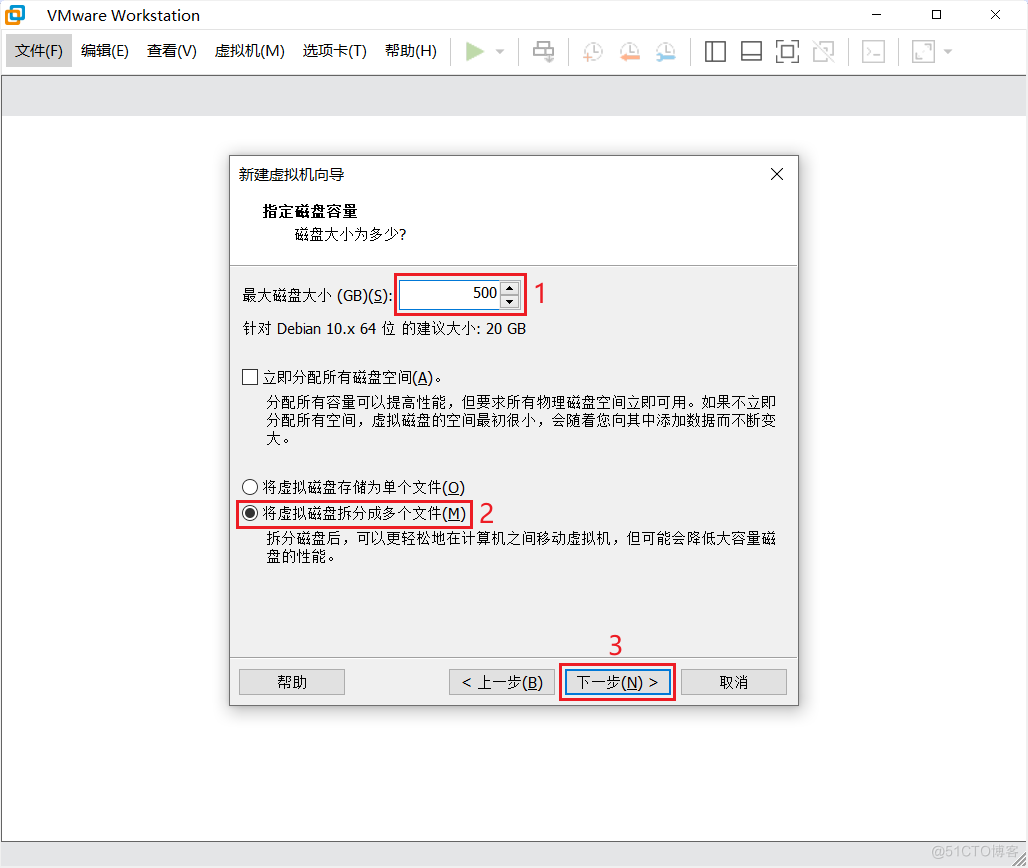 VMware Workstation
文件(F) 编辑(E) 查看(V) 虚拟机(M) 选项卡(T) 帮助(H)
新建虚拟机向导
指定磁盘容量
磁盘大小为多少?
最大磁盘大小 (GB)(S): 500 1
针对 Debian 10.x 64 位 的建议大小: 20 GB
立即分配所有磁盘空间(A)。
分配所有容量可以提高性能，但要求所有物理磁盘空间立即可用。如果不立即
分配所有空间，虚拟磁盘的空间最初很小，会随着您向其中添加数据而不断变
大。
将虚拟磁盘存储为单个文件(O)
将虚拟磁盘拆分成多个文件(M) 2
拆分磁盘后，可以更轻松地在计算机之间移动虚拟机，但可能会降低大容量磁
盘的性能。
3
帮助 < 上一步(B) 下一步(N) > 取消
@51CTO博客